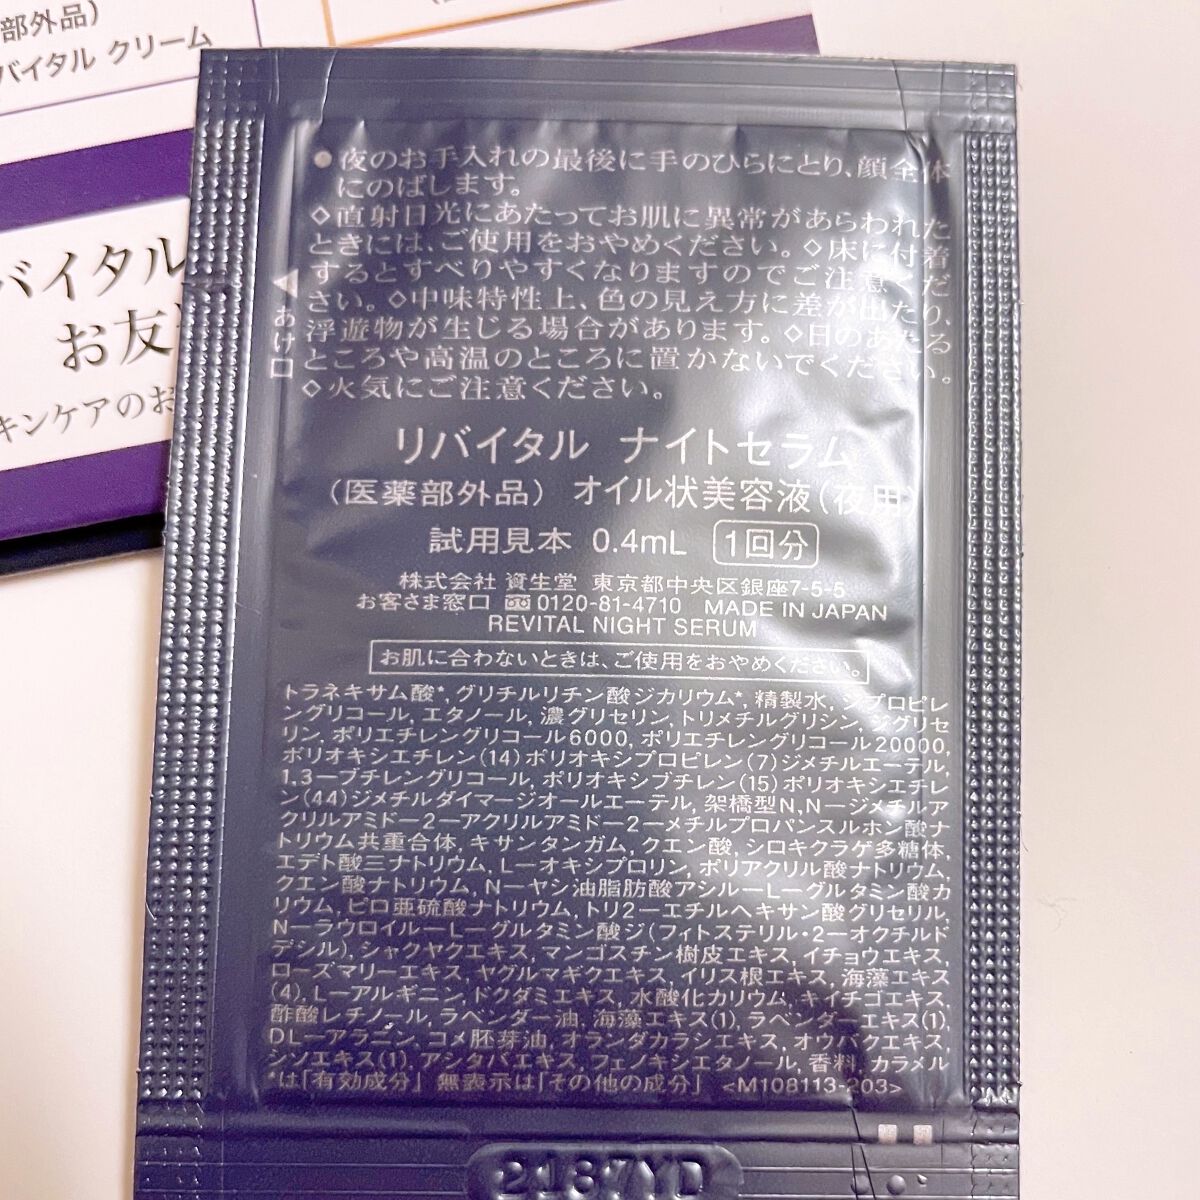 部外品）
バイタル クリーム
バイタル
お友
キンケアのお
●夜のお手入れの最後に手のひらにとり、顔全体
にのばします。
◇直射日光にあたってお肌に異常があらわれた
ときには、ご使用をおやめください。◇床に付着
するとすべりやすくなりますのでご注意くだ
さい。◇中味特性上、色の見え方に差が出たり、
浮遊物が生じる場合があります。◇日のあたる
ところや高温のところに置かないでください。
◇火気にご注意ください。
◀あけ口
リバイタル ナイトセラム
（医薬部外品） オイル状美容液（夜用）
試用見本 0.4mL 1回分
株式会社 資生堂 東京都中央区銀座7-5-5
お客さま窓口 0120-81-4710 MADE IN JAPAN
REVITAL NIGHT SERUM
お肌に合わないときは、ご使用をおやめください。
トラネキサム酸*, グリチルリチン酸ジカリウム*, 精製水, ジプロピレ
ングリコール, エタノール, 濃グリセリン, トリメチルグリシン, ジグリセ
リン, ポリエチレングリコール6000, ポリエチレングリコール20000,
ポリオキシエチレン(14)ポリオキシプロピレン(7)ジメチルエーテル,
1,3ーブチレングリコール, ポリオキシブチレン(15)ポリオキシエチレ
ン(44)ジメチルダイマージオールエーテル, 架橋型N,Nージメチルア
クリルアミドー2ーアクリルアミドー2ーメチルプロパンスルホン酸ナ
トリウム共重合体, キサンタンガム, クエン酸, シロキクラゲ多糖体,
エデト酸三ナトリウム, Lーオキシプロリン, ポリアクリル酸ナトリウム,
クエン酸ナトリウム, Nーヤシ油脂肪酸アシルーLーグルタミン酸カ
リウム, ピロ亜硫酸ナトリウム, トリ2ーエチルヘキサン酸グリセリル,
NーラウロイルーLーグルタミン酸ジ(フィトステリル・2ーオクチルド
デシル), シャクヤクエキス, マンゴスチン樹皮エキス, イチョウエキス,
ローズマリーエキス, ヤグルマギクエキス, イリス根エキス, 海藻エキス
(4), Lーアルギニン, ドクダミエキス, 水酸化カリウム, キイチゴエキス,
酢酸レチノール, ラベンダー油, 海藻エキス(1), ラベンダーエキス(1),
DLーアラニン, コメ胚芽油, オランダカラシエキス, オウバクエキス,
シソエキス(1), アシタバエキス, フェノキシエタノール, 香料, カラメル
*は「有効成分」 無表示は「その他の成分」 <M108113-203>
2187YD